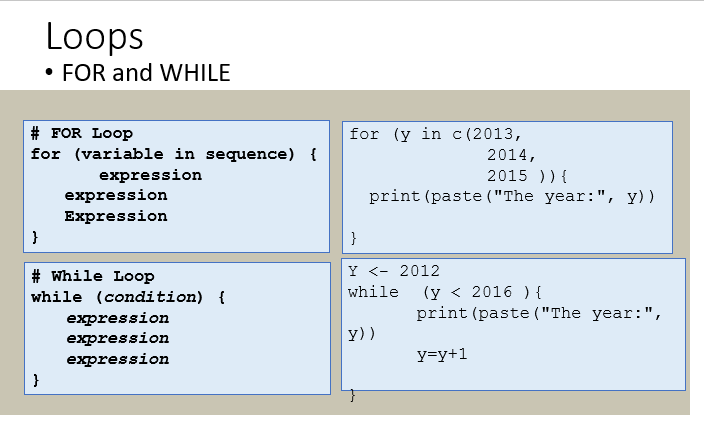 Loops
• FOR and WHILE
# FOR Loop
for (variable in sequence) {
expression
expression
Expression
}
for (y in c(2013,
2014,
2015 )){
print(paste("The year:", y))
}
# While Loop
while (condition) {
expression
expression
expression
}
Y <- 2012
while (y < 2016 ){
print(paste("The year:",
y))
y=y+1
}